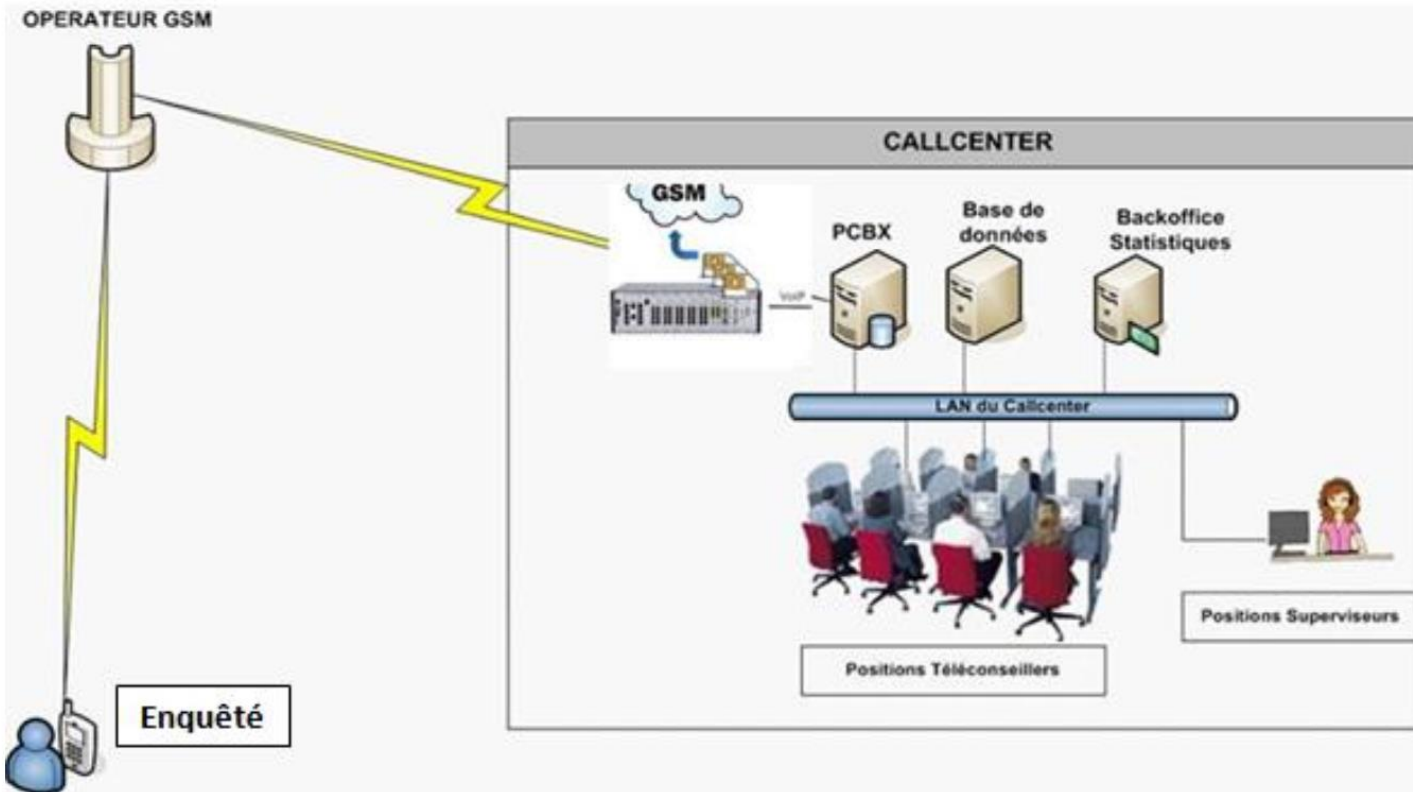 OPERATEUR GSM
CALLCENTER
GSM
PCBX
Base de
données
Backoffice
Statistiques
VoIP
LAN du Callcenter
Positions Superviseurs
Positions Téléconseillers
Enquêté